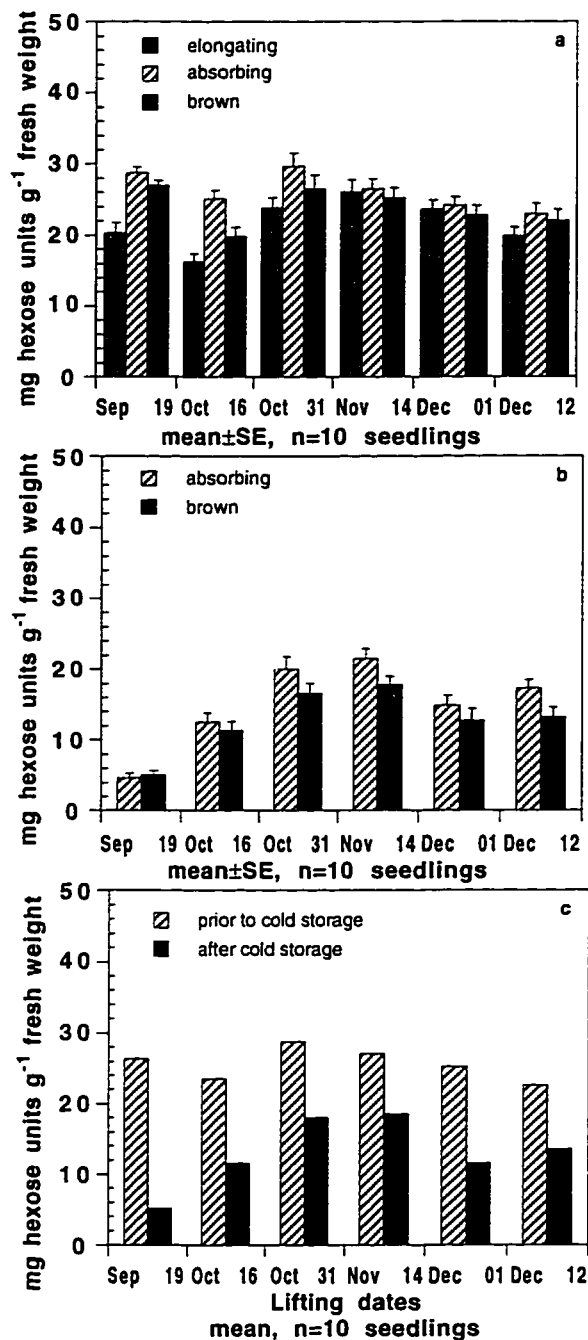 mg hexose units g-1 fresh weight
50
40
30
20
10
0
elongating
absorbing
brown
a
Sep 19 Oct 16 Oct 31 Nov 14 Dec 01 Dec 12
mean±SE, n=10 seedlings
mg hexose units g-1 fresh weight
50
40
30
20
10
0
absorbing
brown
b
Sep 19 Oct 16 Oct 31 Nov 14 Dec 01 Dec 12
mean±SE, n=10 seedlings
mg hexose units g-1 fresh weight
50
40
30
20
10
0
prior to cold storage
after cold storage
c
Sep 19 Oct 16 Oct 31 Nov 14 Dec 01 Dec 12
Lifting dates
mean, n=10 seedlings